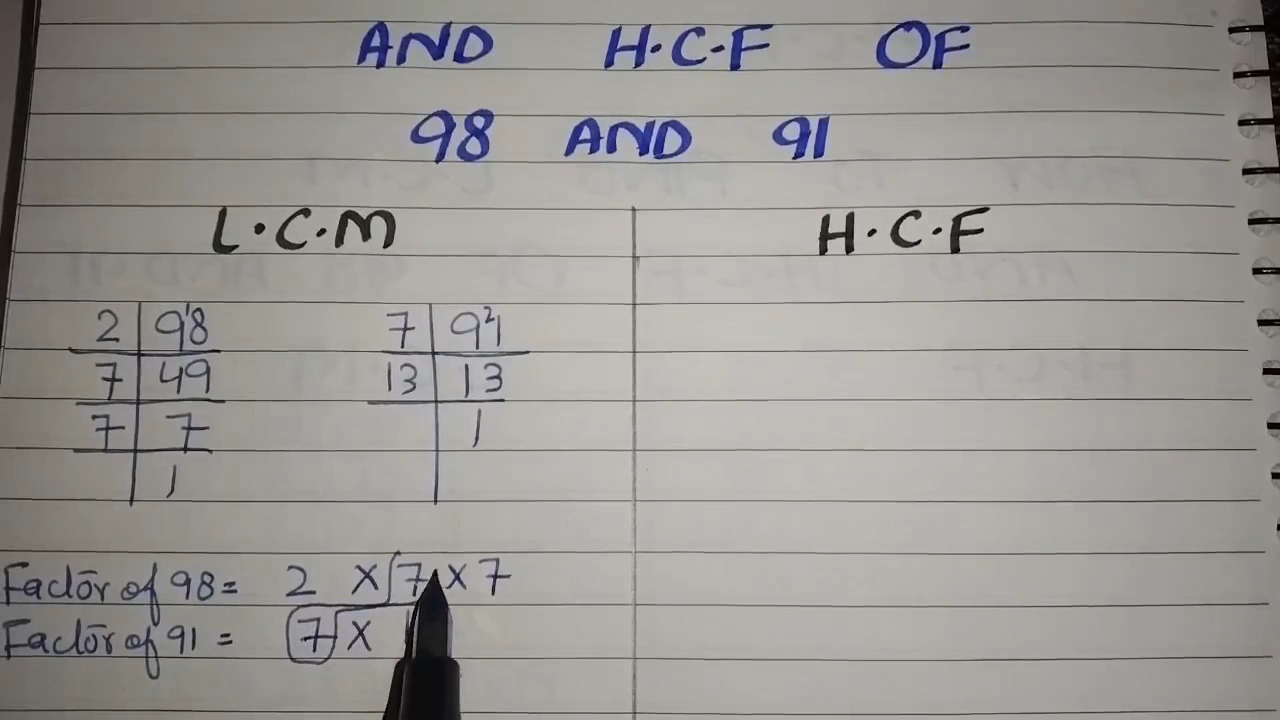 AND H.C.F OF
98 AND 91
L.C.M H.C.F
2 98 7 91
7 49 13 13
7 7 1
1
Factor of 98 = 2 x 7 x 7
Factor of 91 = 7 x